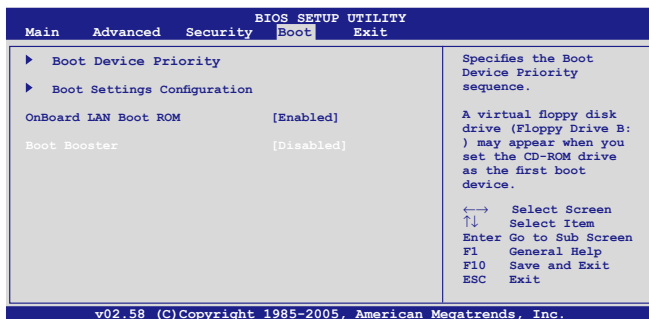 BIOS SETUP UTILITY
Main Advanced Security Boot Exit
Boot Device Priority
Boot Settings Configuration
OnBoard LAN Boot ROM [Enabled]
Boot Booster [Disabled]
Specifies the Boot
Device Priority
sequence.
A virtual floppy disk
drive (Floppy Drive B:
) may appear when you
set the CD-ROM drive
as the first boot
device.
←→ Select Screen
↑↓ Select Item
Enter Go to Sub Screen
F1 General Help
F10 Save and Exit
ESC Exit
v02.58 (C)Copyright 1985-2005, American Megatrends, Inc.